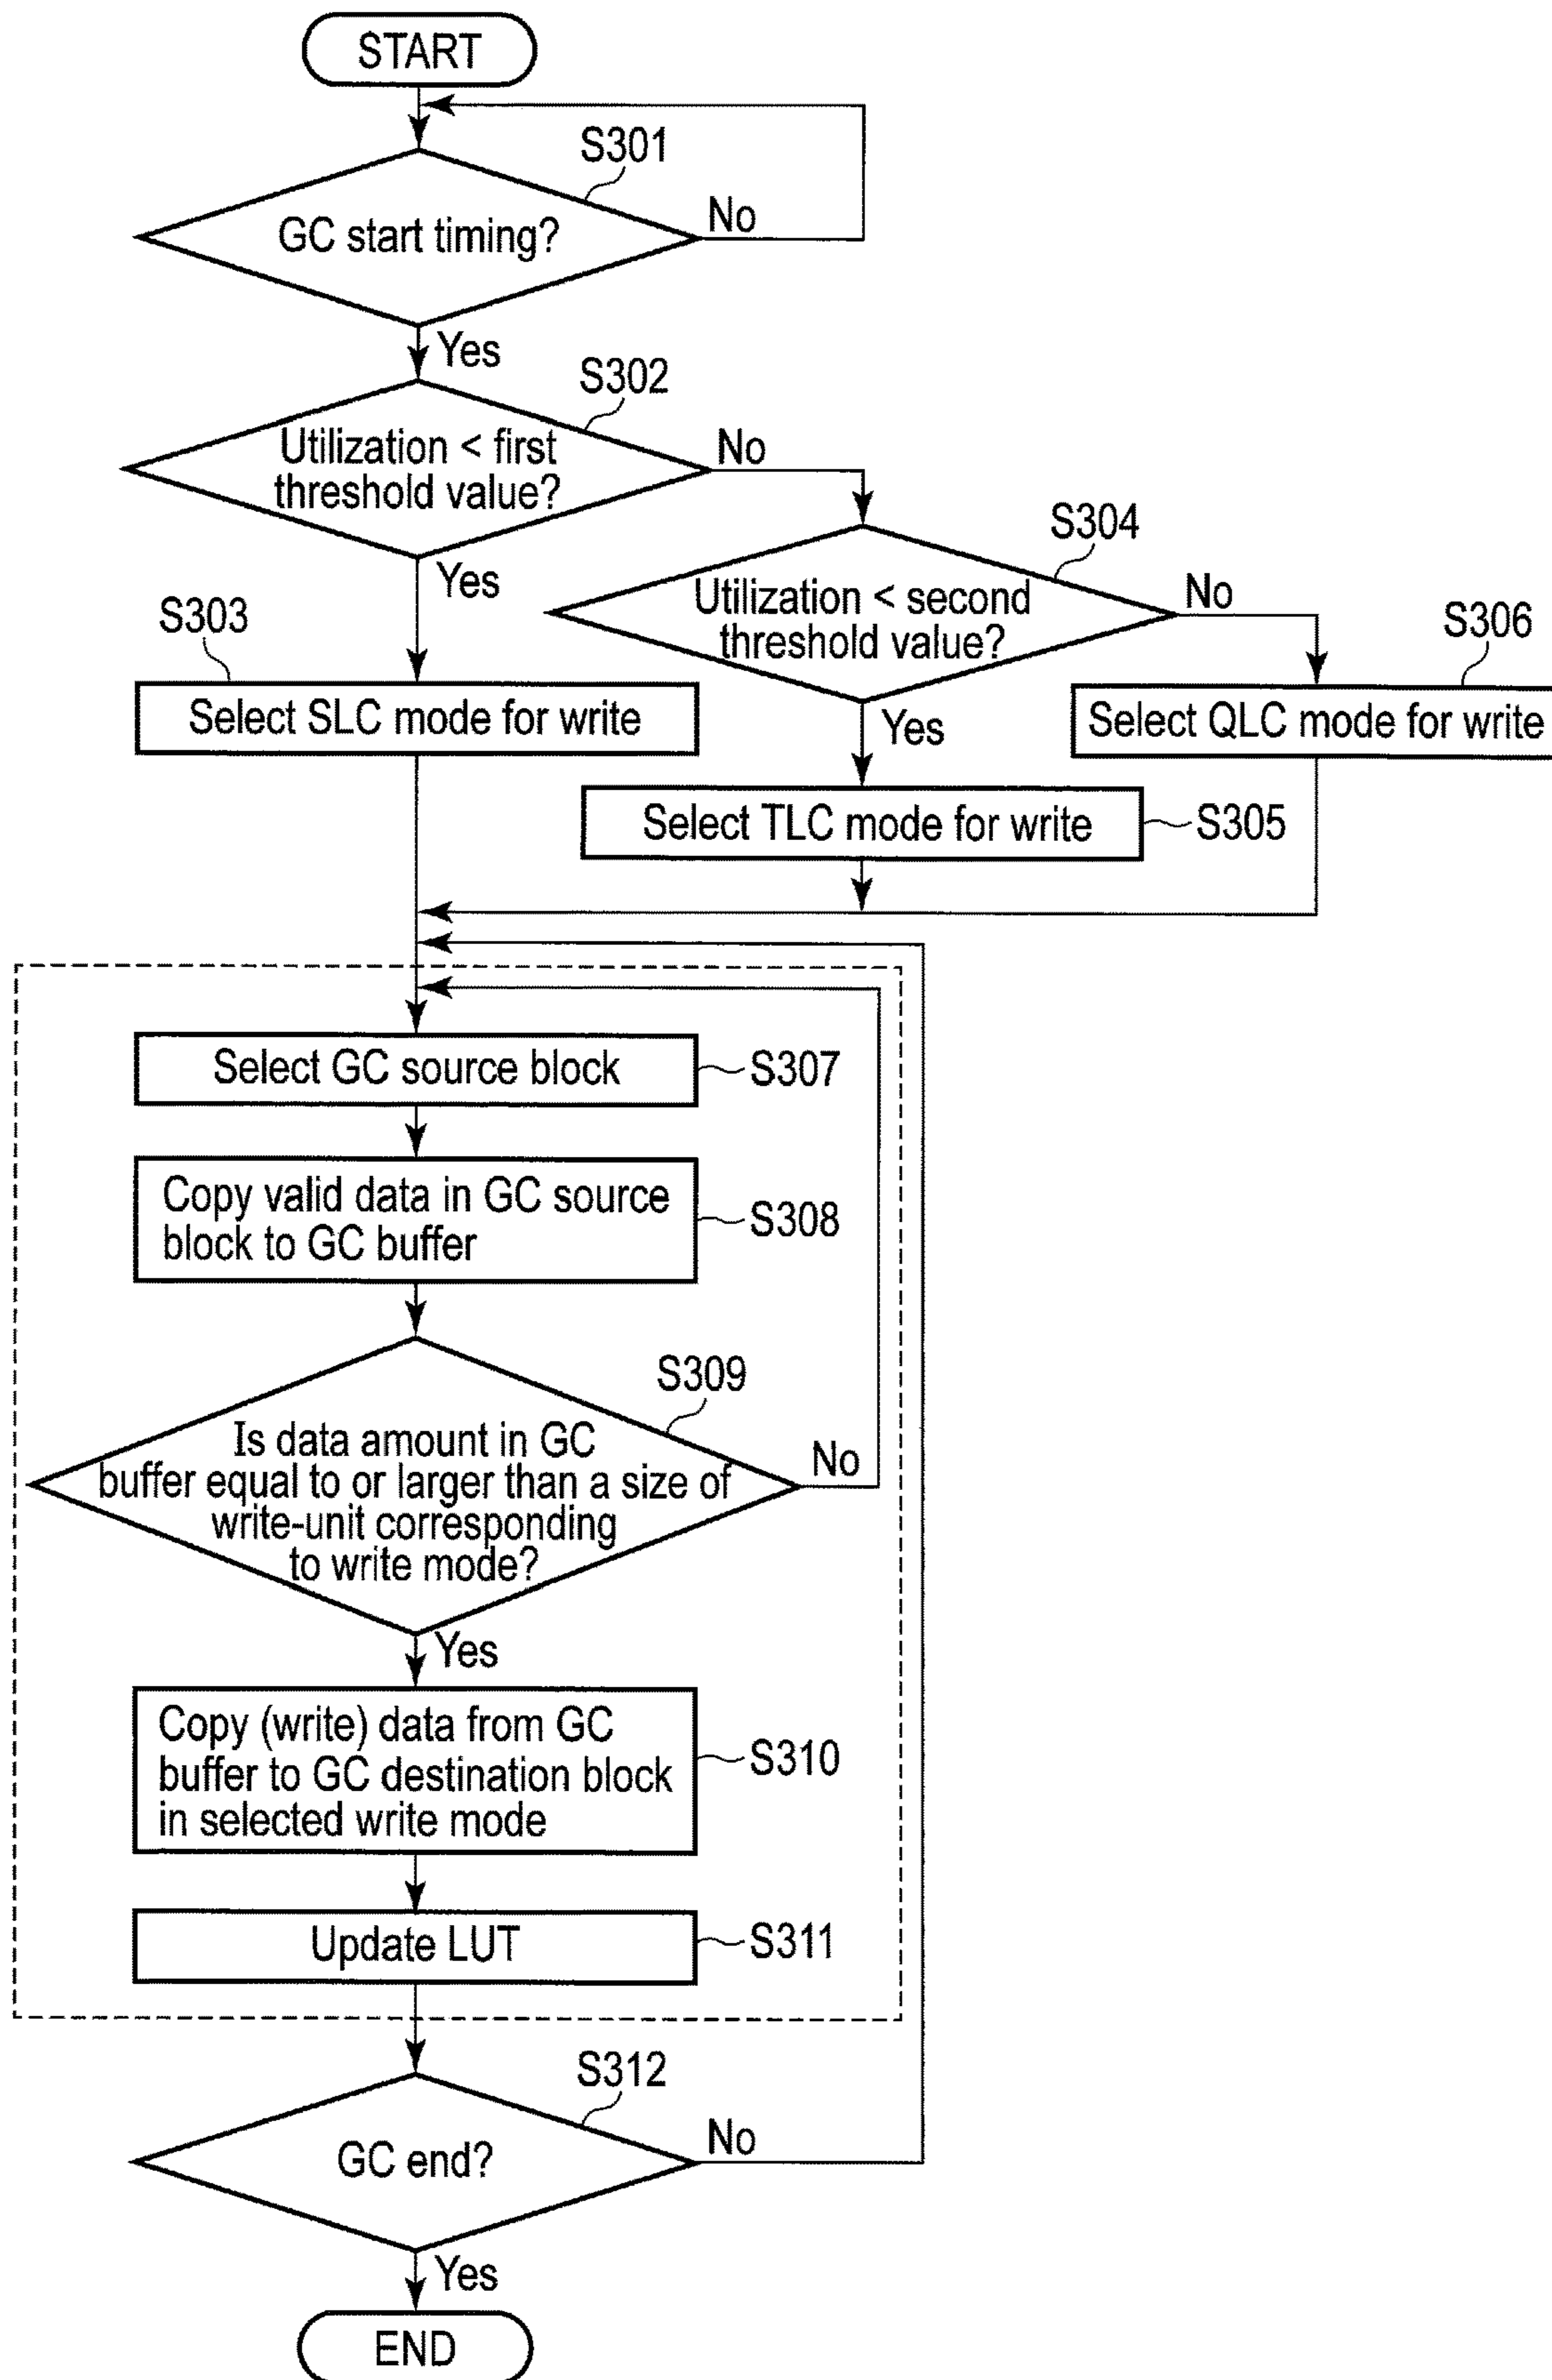 START
S301
GC start timing?
No
Yes
S302
Utilization < first
threshold value?
No
Yes
S304
Utilization < second
threshold value?
No
Yes
S303
Select SLC mode for write
S306
Select QLC mode for write
Select TLC mode for write
S305
Select GC source block
S307
Copy valid data in GC source
block to GC buffer
S308
S309
Is data amount in GC
buffer equal to or larger than a size of
write-unit corresponding
to write mode?
No
Yes
Copy (write) data from GC
buffer to GC destination block
in selected write mode
S310
Update LUT
S311
S312
GC end?
No
Yes
END